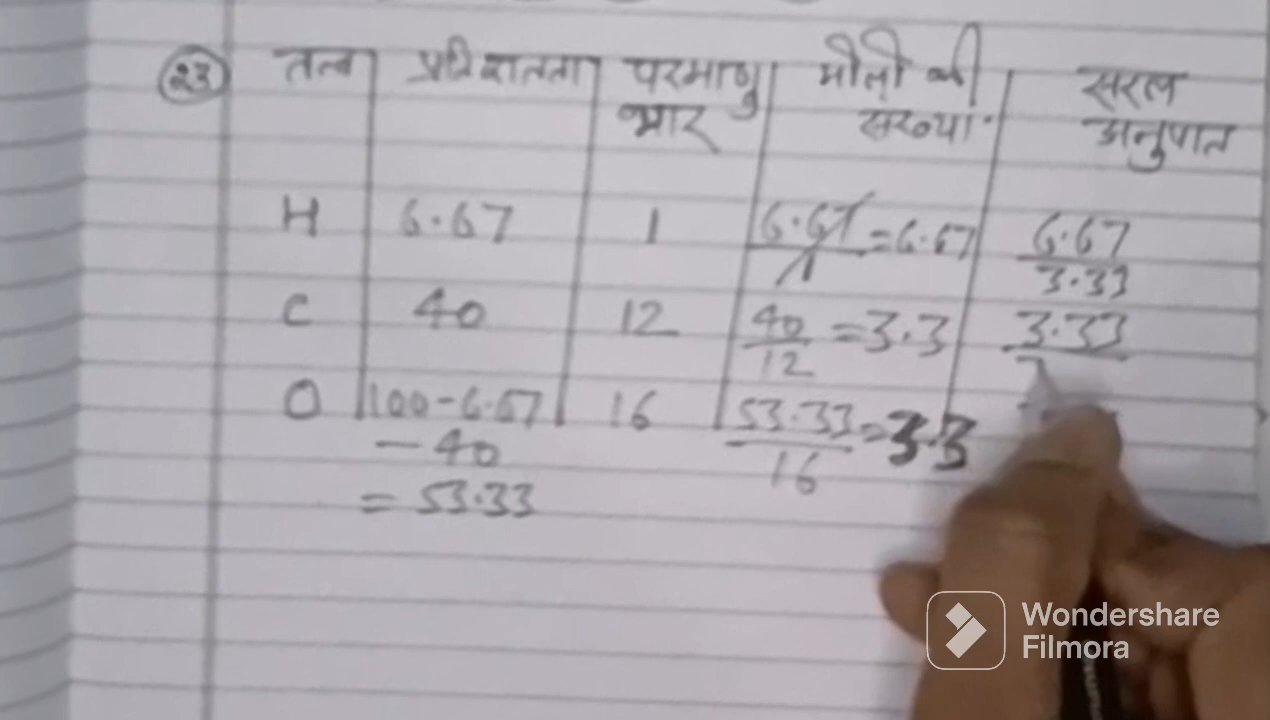 (23) तत्व प्रतिशतता परमाणु भार मोलो की संख्या सरल अनुपात
H 6.67 1 6.67/1 = 6.67 6.67/3.33
C 40 12 40/12 = 3.3 3.33/
O 100-6.67 16 53.33/16 = 3.3
- 40
= 53.33
Wondershare
Filmora